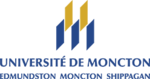 UNIVERSITÉ DE MONCTON
EDMUNDSTON MONCTON SHIPPAGAN